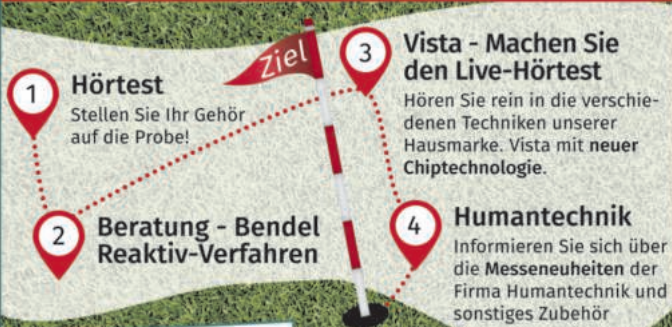 1
Hörtest
Stellen Sie Ihr Gehör
auf die Probe!
2
Beratung - Bendel
Reaktiv-Verfahren
Ziel
3
Vista - Machen Sie
den Live-Hörtest
Hören Sie rein in die verschie-
denen Techniken unserer
Hausmarke. Vista mit neuer
Chiptechnologie.
4
Humantechnik
Informieren Sie sich über
die Messeneuheiten der
Firma Humantechnik und
sonstiges Zubehör